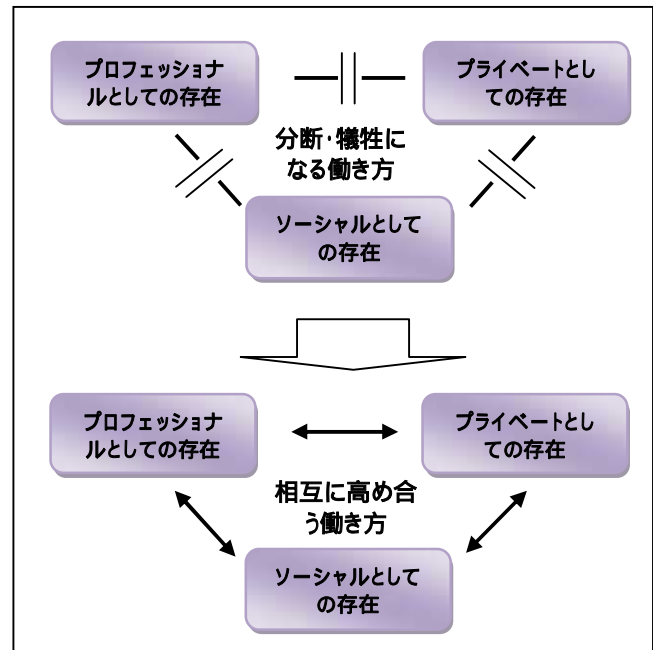 プロフェッショナ
ルとしての存在
プライベートとし
ての存在
分断・犠牲に
なる働き方
ソーシャルとして
の存在
プロフェッショナ
ルとしての存在
プライベートとし
ての存在
相互に高め合
う働き方
ソーシャルとして
の存在